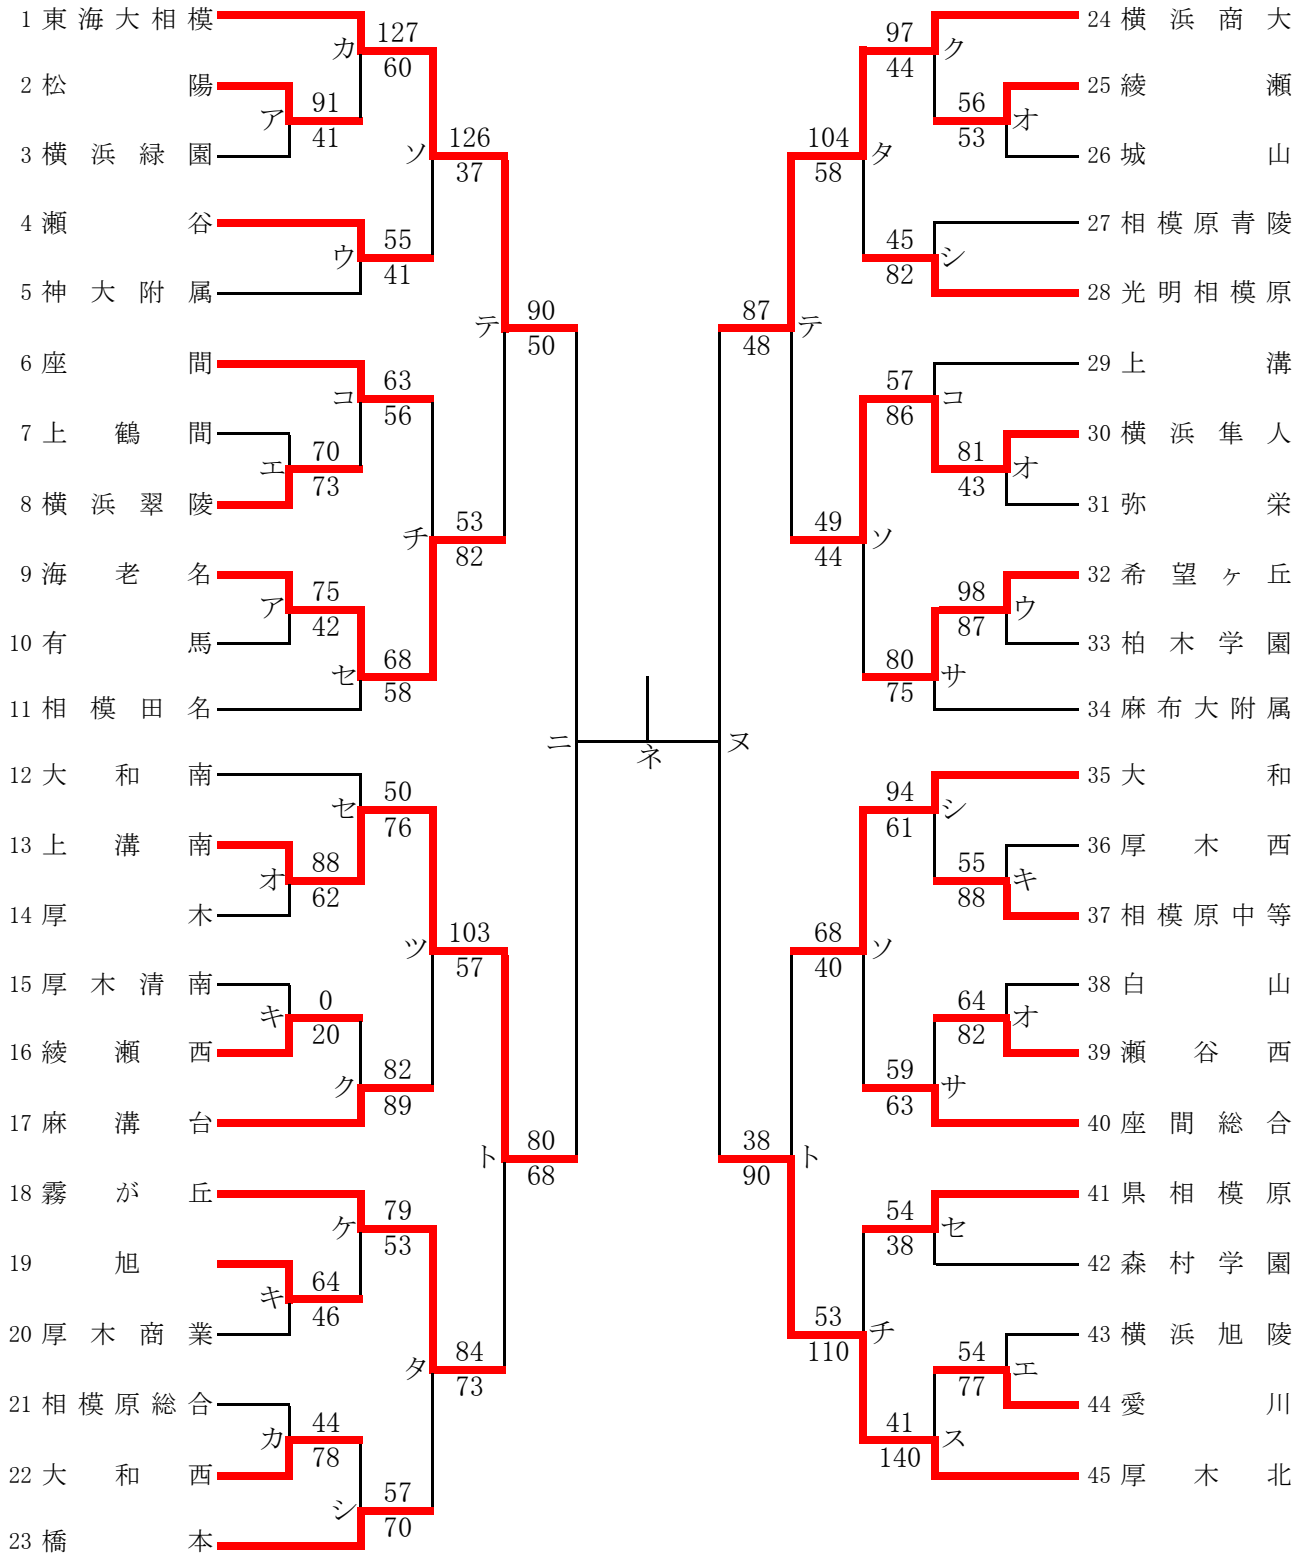 1 東海大相模
2 松陽
3 横浜緑園
4 瀬谷
5 神大附属
6 座間
7 上鶴間
8 横浜翠陵
9 海老名
10 有馬
11 相模田名
12 大和南
13 上溝南
14 厚木
15 厚木清南
16 綾瀬西
17 麻溝台
18 霧が丘
19 旭
20 厚木商業
21 相模原総合
22 大和西
23 橋本
ア 91
41
エ 70
73
ア 75
42
オ 88
62
キ 0
20
キ 64
46
カ 44
78
カ 127
60
ウ 55
41
コ 63
56
セ 68
58
セ 50
76
ク 82
89
ケ 79
53
シ 57
70
ソ 126
37
チ 53
82
ツ 103
57
タ 84
73
テ 90
50
ト 80
68
ニ
ネ
ヌ
87 テ
48
38 ト
90
104 タ
58
49 ソ
44
68 ソ
40
53 チ
110
97 ク
44
45 シ
82
57 コ
86
80 サ
75
94 シ
61
59 サ
63
54 セ
38
41 ス
140
56 オ
53
81 オ
43
98 ウ
87
55 キ
88
64 オ
82
54 エ
77
24 横浜商大
25 綾瀬
26 城山
27 相模原青陵
28 光明相模原
29 上溝
30 横浜隼人
31 弥栄
32 希望ヶ丘
33 柏木学園
34 麻布大附属
35 大和
36 厚木西
37 相模原中等
38 白山
39 瀬谷西
40 座間総合
41 県相模原
42 森村学園
43 横浜旭陵
44 愛川
45 厚木北